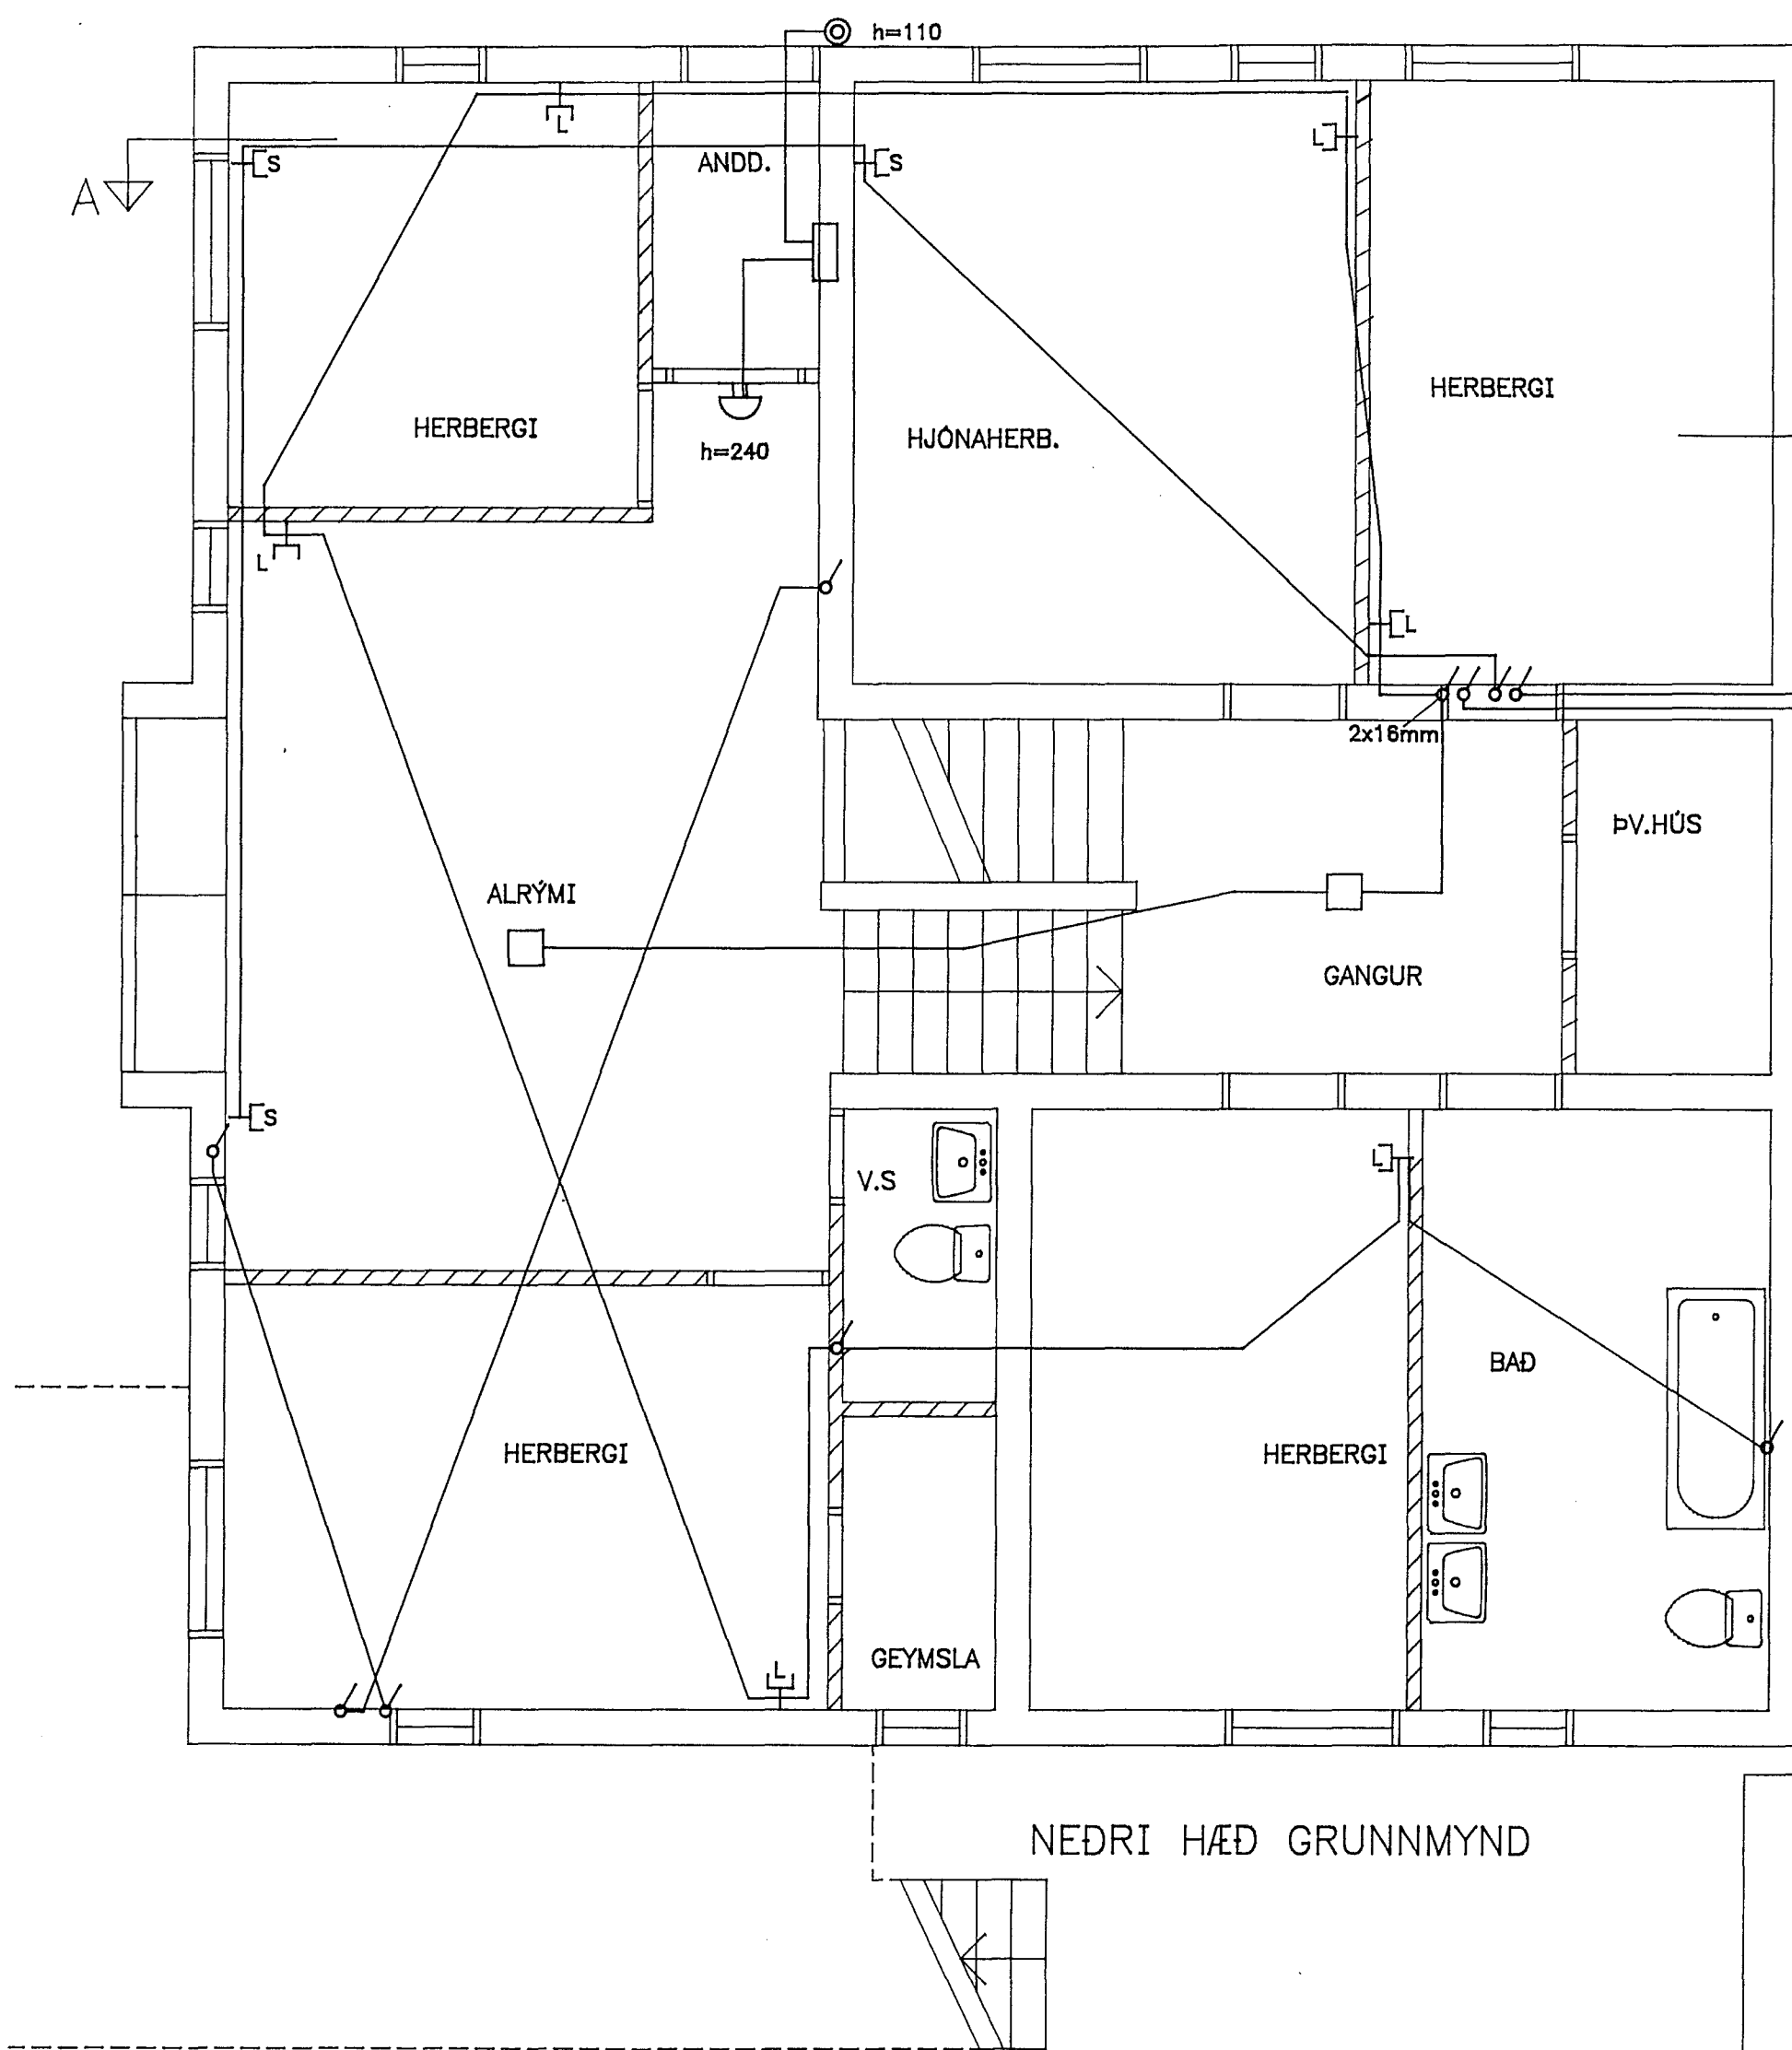 h=110
L
L
S
ANDD.
S
A
HERBERGI
HERBERGI
HJÓNAHERB.
h=240
L
L
2x16mm
ÞV.HÚS
ALRÝMI
GANGUR
S
L
V.S
BAÐ
HERBERGI
HERBERGI
GEYMSLA
L
NEÐRI HÆÐ GRUNNMYND